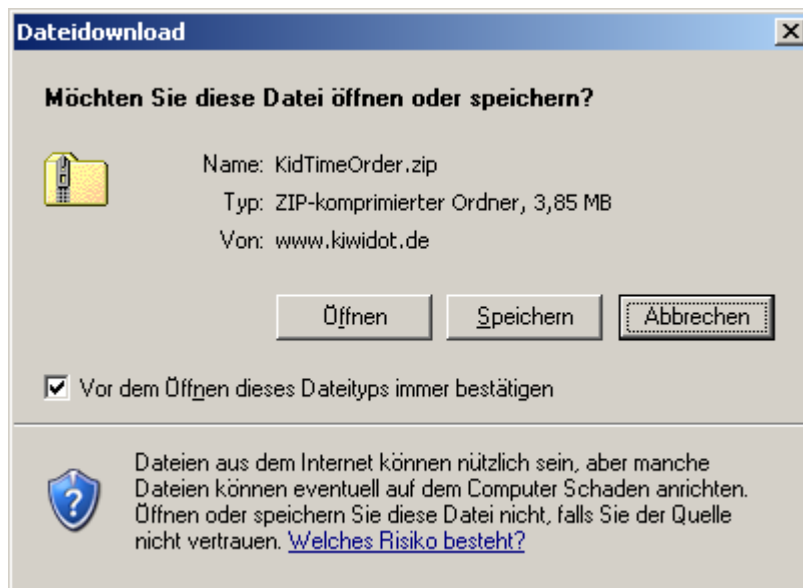 Dateidownload
Möchten Sie diese Datei öffnen oder speichern?
Name: KidTimeOrder.zip
Typ: ZIP-komprimierter Ordner, 3,85 MB
Von: www.kiwidot.de
Öffnen Speichern Abbrechen
Vor dem Öffnen dieses Dateityps immer bestätigen
Dateien aus dem Internet können nützlich sein, aber manche
Dateien können eventuell auf dem Computer Schaden anrichten.
Öffnen oder speichern Sie diese Datei nicht, falls Sie der Quelle
nicht vertrauen. Welches Risiko besteht?